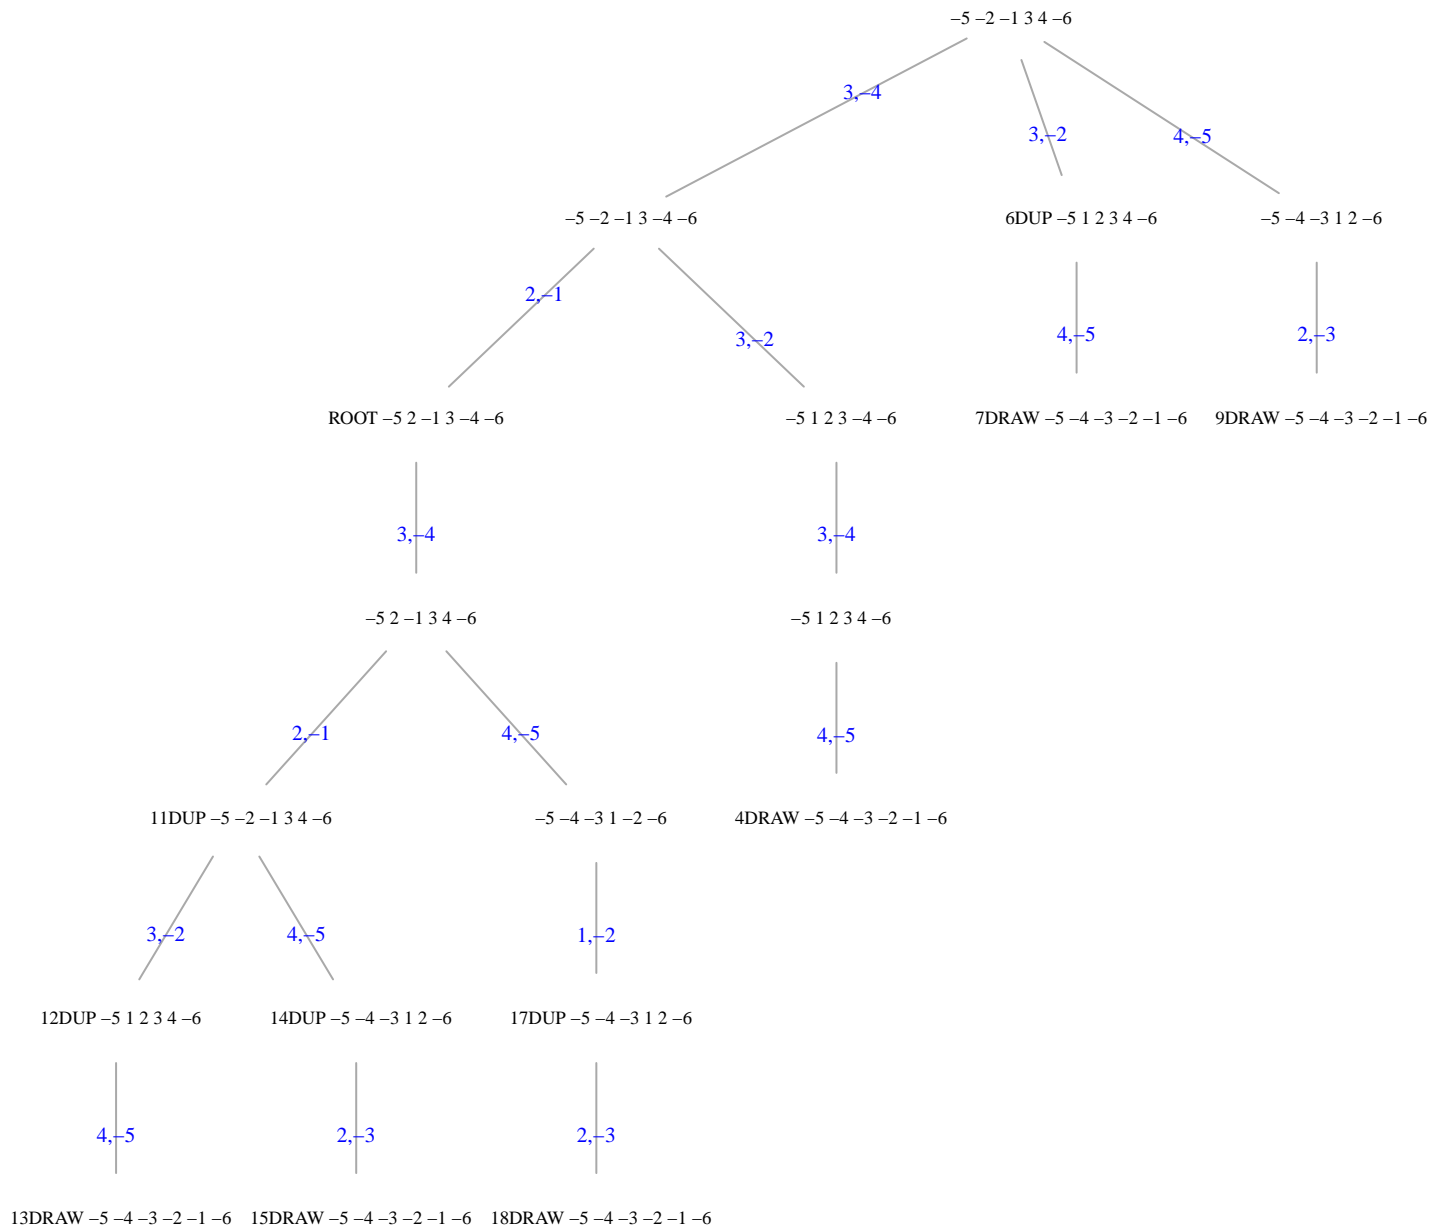 –5 –2 –1 3 4 –6
3,–4
3,–2
4,–5
–5 –2 –1 3 –4 –6
6DUP –5 1 2 3 4 –6
–5 –4 –3 1 2 –6
2,–1
3,–2
4,–5
2,–3
ROOT –5 2 –1 3 –4 –6
–5 1 2 3 –4 –6
7DRAW –5 –4 –3 –2 –1 –6
9DRAW –5 –4 –3 –2 –1 –6
3,–4
3,–4
–5 2 –1 3 4 –6
–5 1 2 3 4 –6
2,–1
4,–5
4,–5
11DUP –5 –2 –1 3 4 –6
–5 –4 –3 1 –2 –6
4DRAW –5 –4 –3 –2 –1 –6
3,–2
4,–5
1,–2
12DUP –5 1 2 3 4 –6
14DUP –5 –4 –3 1 2 –6
17DUP –5 –4 –3 1 2 –6
4,–5
2,–3
2,–3
13DRAW –5 –4 –3 –2 –1 –6
15DRAW –5 –4 –3 –2 –1 –6
18DRAW –5 –4 –3 –2 –1 –6